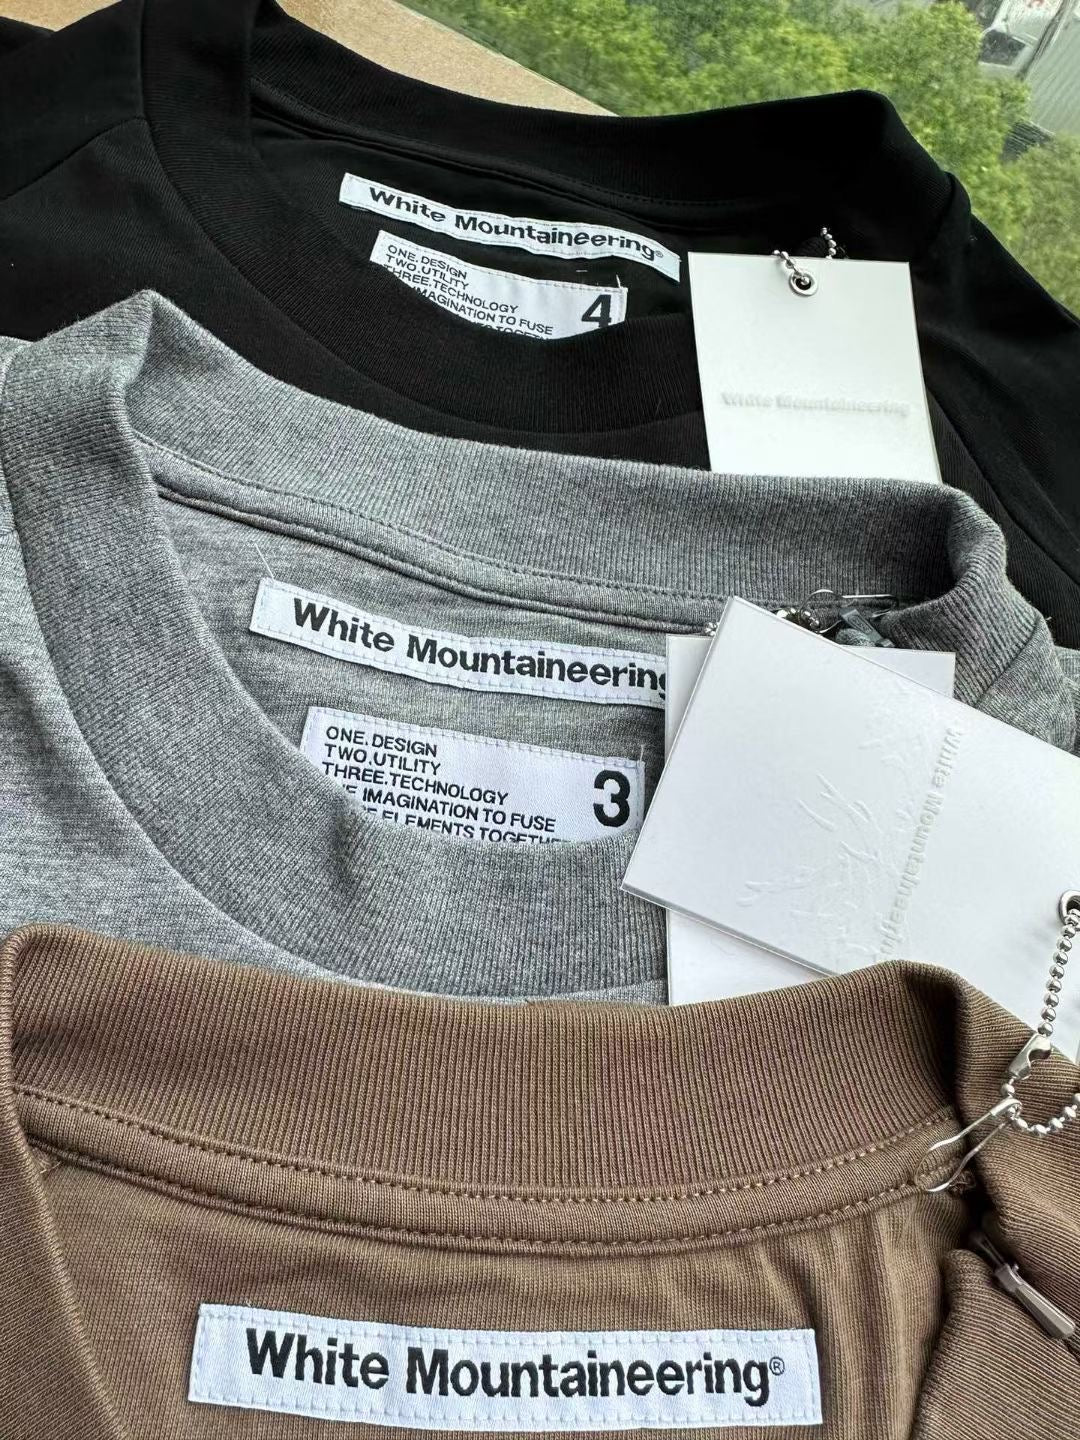 White Mountaineering®
ONE.DESIGN
TWO.UTILITY
THREE.TECHNOLOGY
IMAGINATION TO FUSE
4
White Mountaineering
White Mountaineering
ONE.DESIGN
TWO.UTILITY
THREE.TECHNOLOGY
IMAGINATION TO FUSE
ELEMENTS TOGETHE
3
White Mountaineering
White Mountaineering®